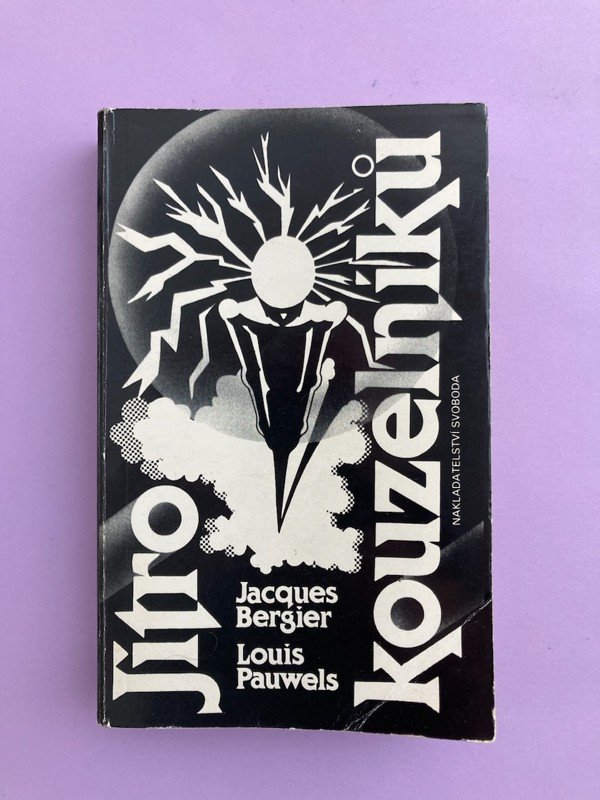 Jitro
kouzelníků
Jacques
Bergier
Louis
Pauwels
NAKLADATELSTVÍ SVOBODA